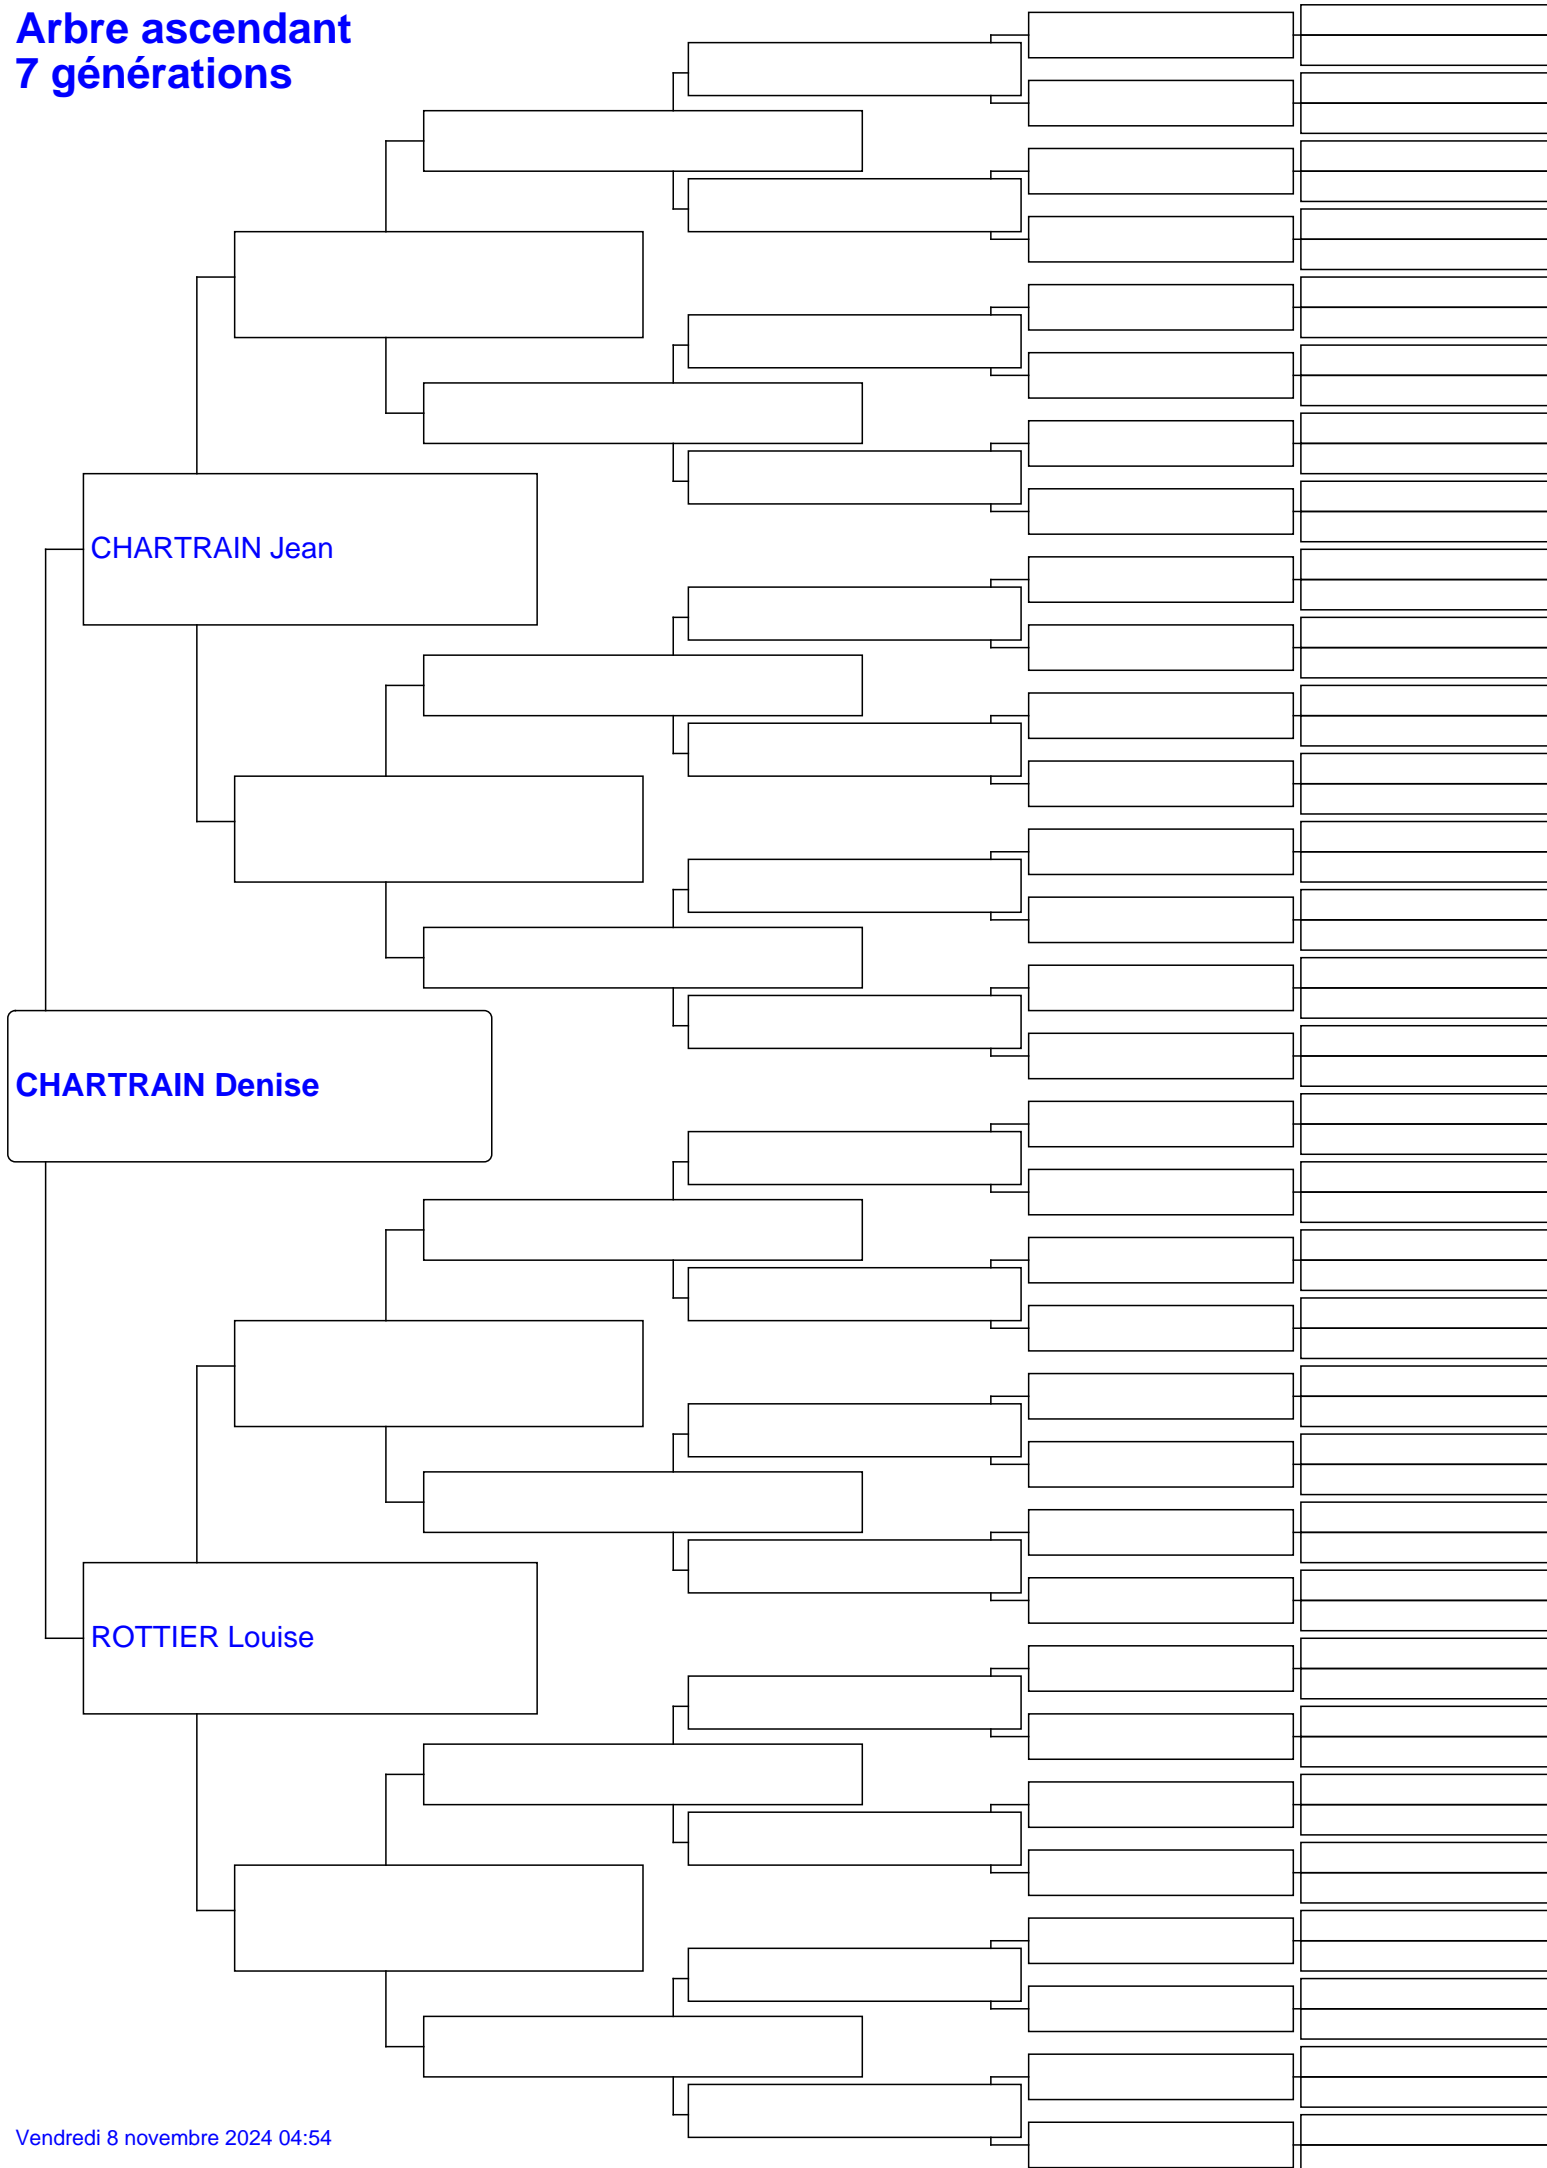 Arbre ascendant
7 générations
CHARTRAIN Jean
CHARTRAIN Denise
ROTTIER Louise
Vendredi 8 novembre 2024 04:54